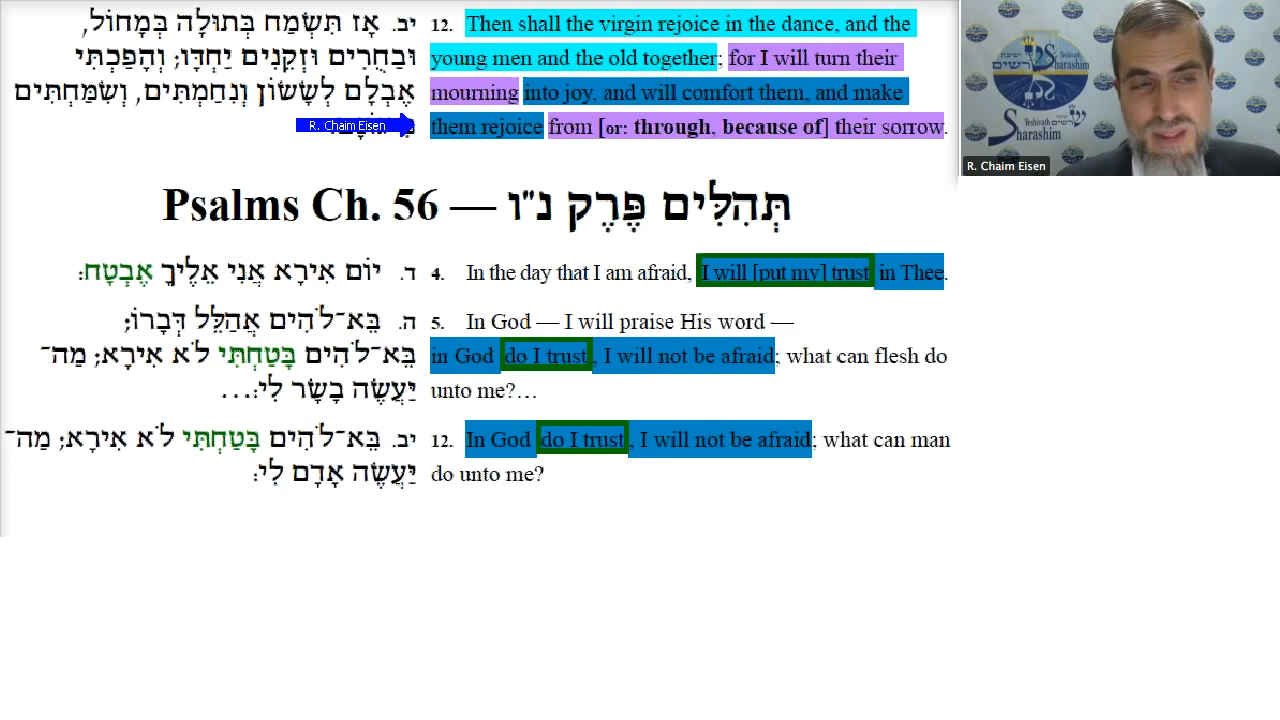 יב. אָז תִּשְׂמַח בְּתוּלָה בְּמָחוֹל,
וּבַחֻרִים וּזְקֵנִים יַחְדָּו; וְהָפַכְתִּי
אֶבְלָם לְשָׂשׂוֹן וְנִחַמְתִּים, וְשִׂמַּחְתִּים
R. Chaim Eisen
12. Then shall the virgin rejoice in the dance, and the
young men and the old together; for I will turn their
mourning into joy, and will comfort them, and make
them rejoice from [or: through, because of] their sorrow.
Psalms Ch. 56 — תְּהִלִּים פֶּרֶק נ"ו
ד. יוֹם אִירָא אֲנִי אֵלֶיךָ אֶבְטָח:
4. In the day that I am afraid, I will [put my] trust in Thee.
ה. בֵּא־לֹהִים אֲהַלֵּל דְּבָרוֹ;
בֵּא־לֹהִים בָּטַחְתִּי לֹא אִירָא; מַה־
יַּעֲשֶׂה בָשָׂר לִי:...
5. In God — I will praise His word —
in God do I trust, I will not be afraid; what can flesh do
unto me?...
יב. בֵּא־לֹהִים בָּטַחְתִּי לֹא אִירָא; מַה־
יַּעֲשֶׂה אָדָם לִי:
12. In God do I trust, I will not be afraid; what can man
do unto me?
Yeshivath
Sharashim
R. Chaim Eisen